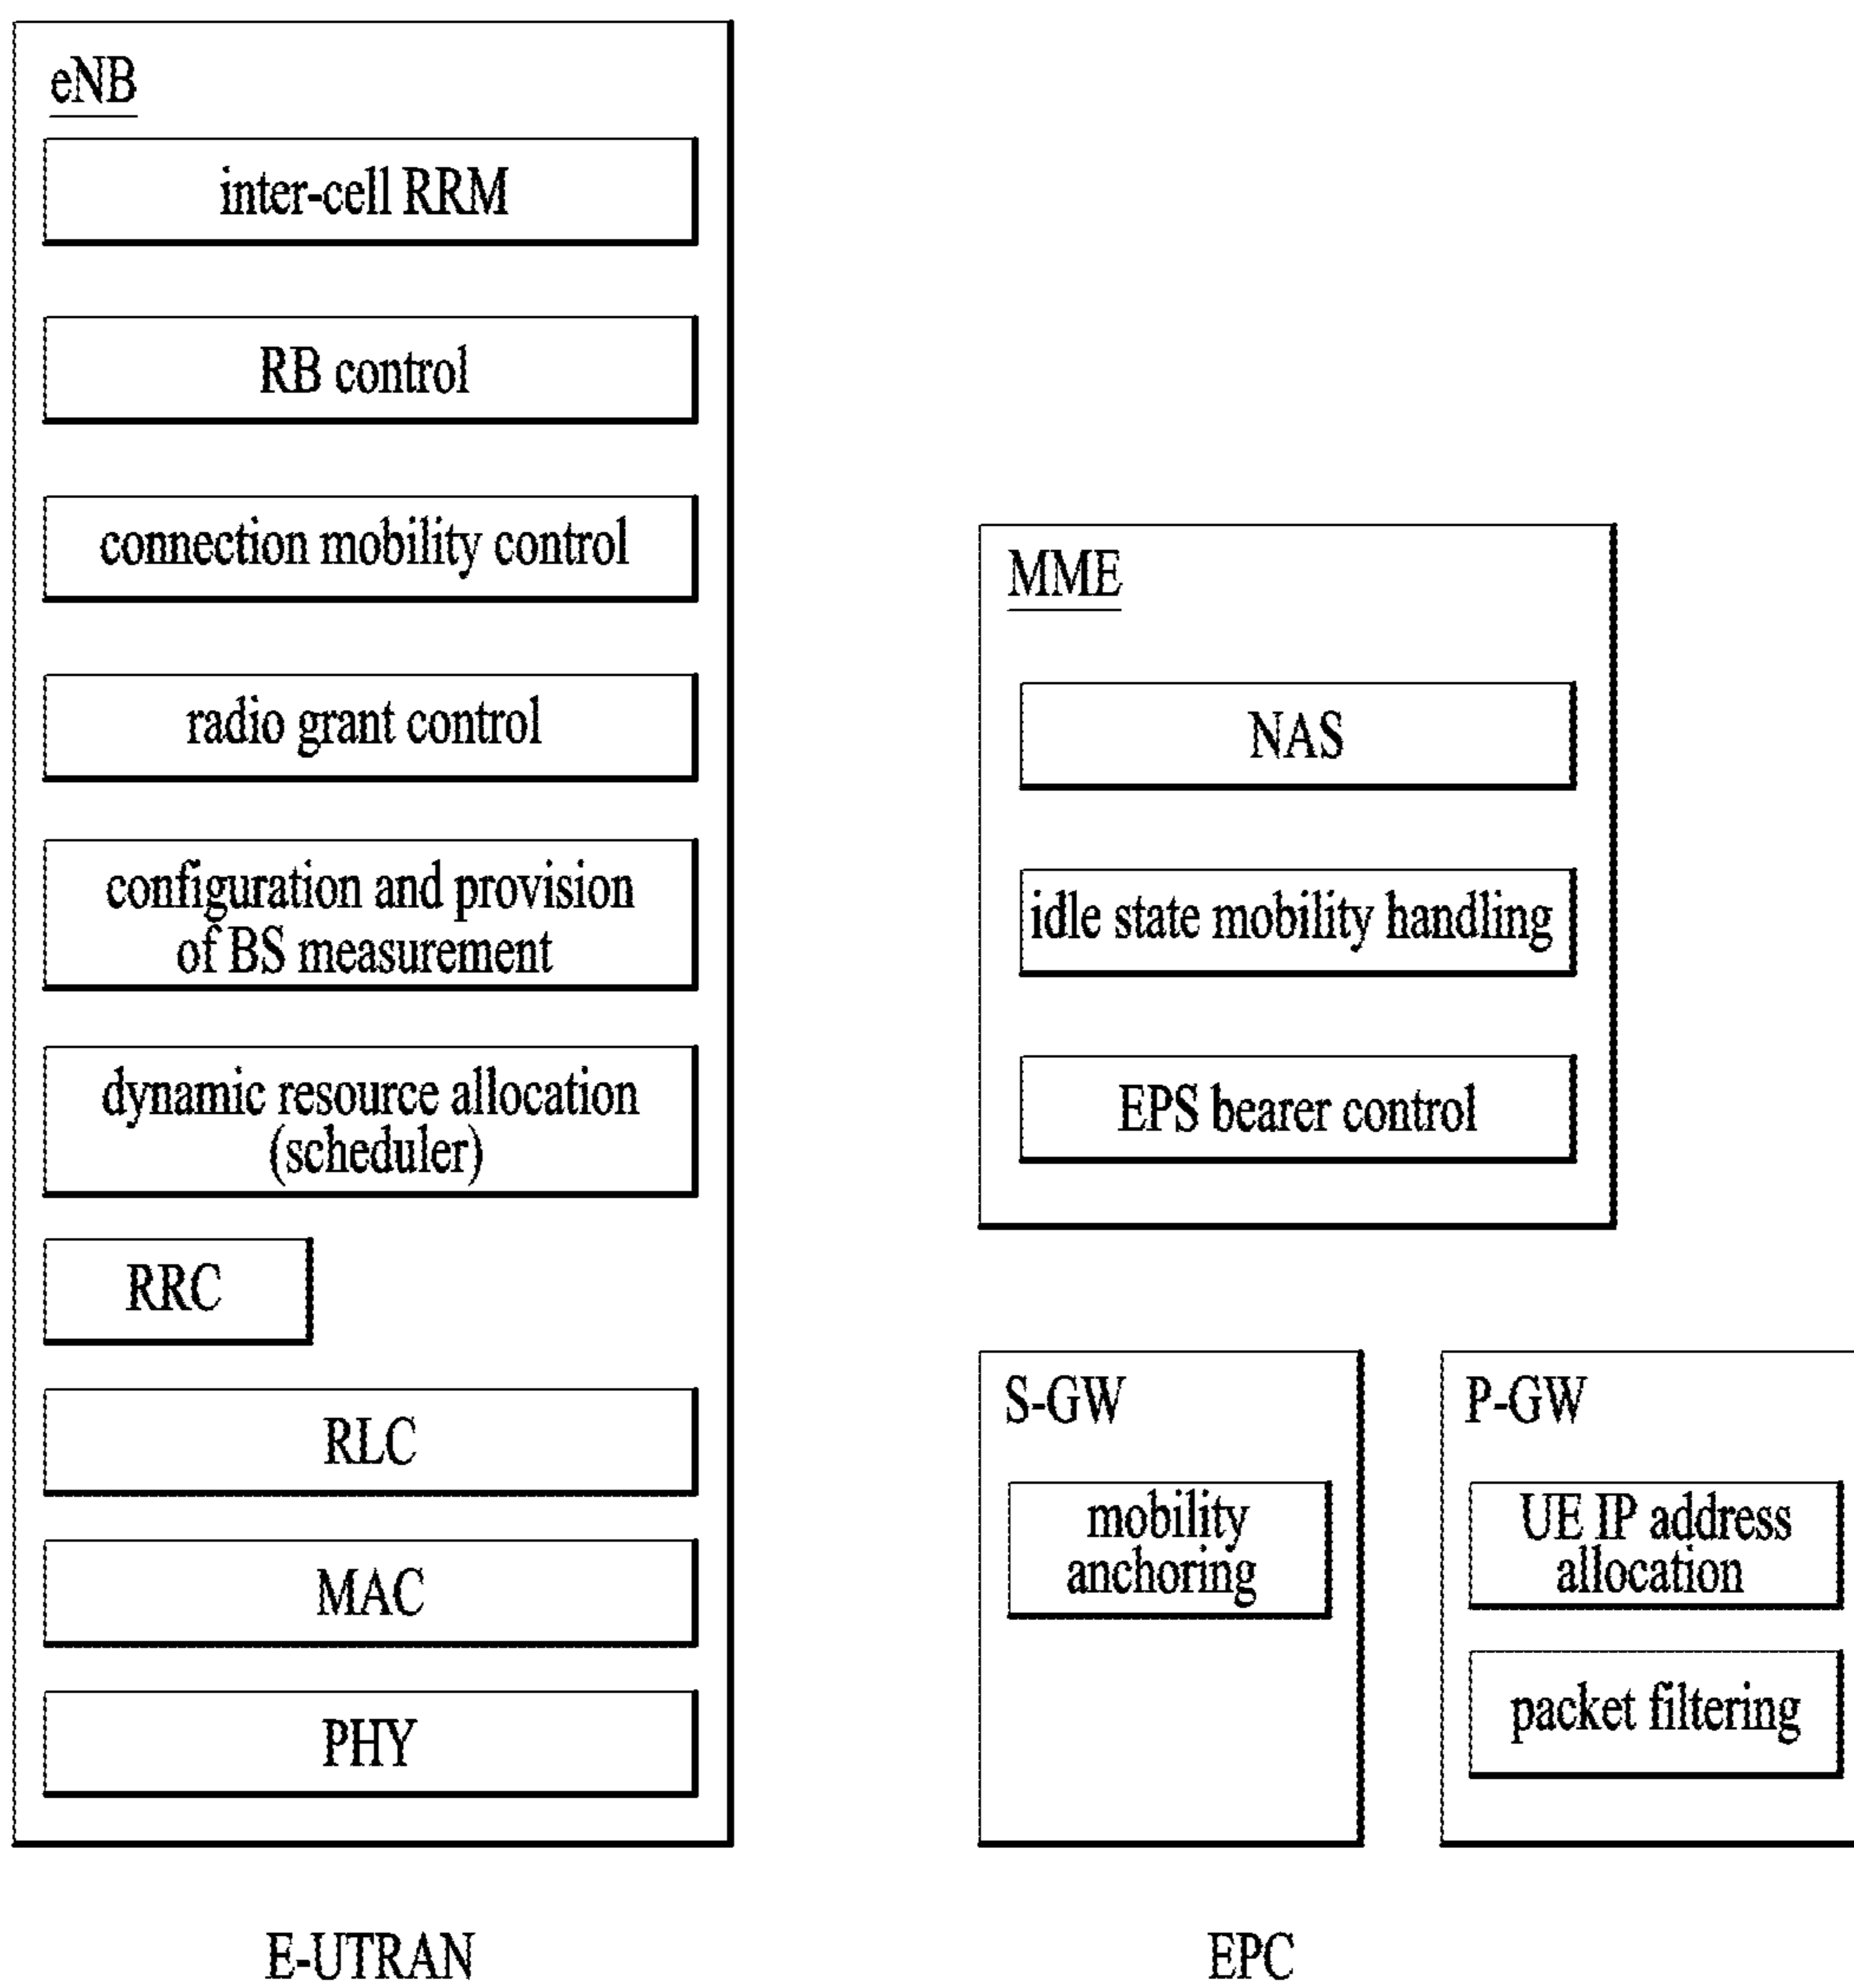 eNB
inter-cell RRM
RB control
connection mobility control
radio grant control
configuration and provision
of BS measurement
dynamic resource allocation
(scheduler)
RRC
RLC
MAC
PHY
E-UTRAN
MME
NAS
idle state mobility handling
EPS bearer control
S-GW
mobility
anchoring
P-GW
UE IP address
allocation
packet filtering
EPC